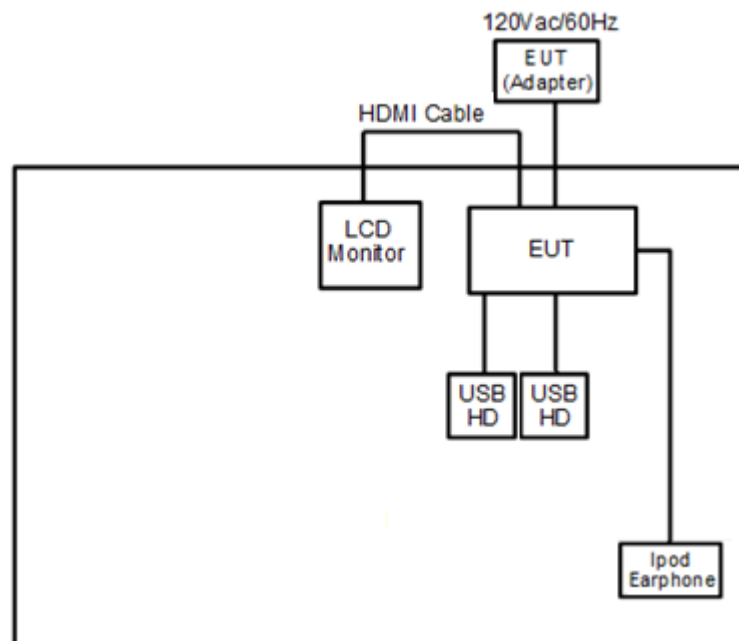 120Vac/60Hz
EUT
(Adapter)
HDMI Cable
LCD
Monitor
EUT
USB
HD
USB
HD
Ipod
Earphone